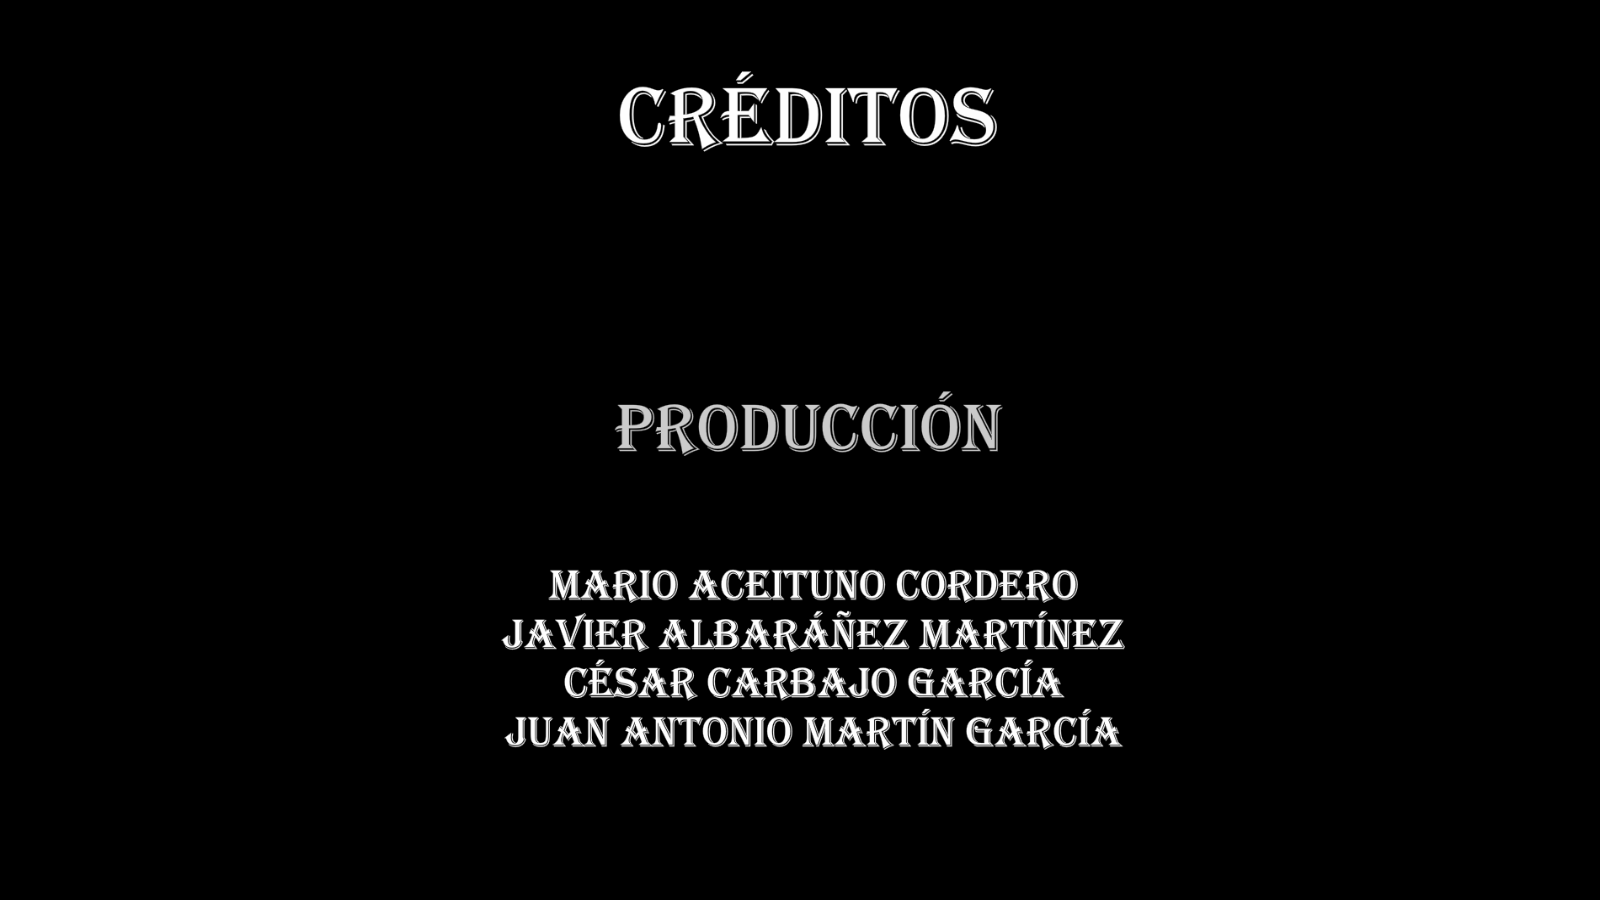 CRÉDITOS
PRODUCCIÓN
MARIO ACEITUNO CORDERO
JAVIER ALBARÁÑEZ MARTÍNEZ
CÉSAR CARBAJO GARCÍA
JUAN ANTONIO MARTÍN GARCÍA